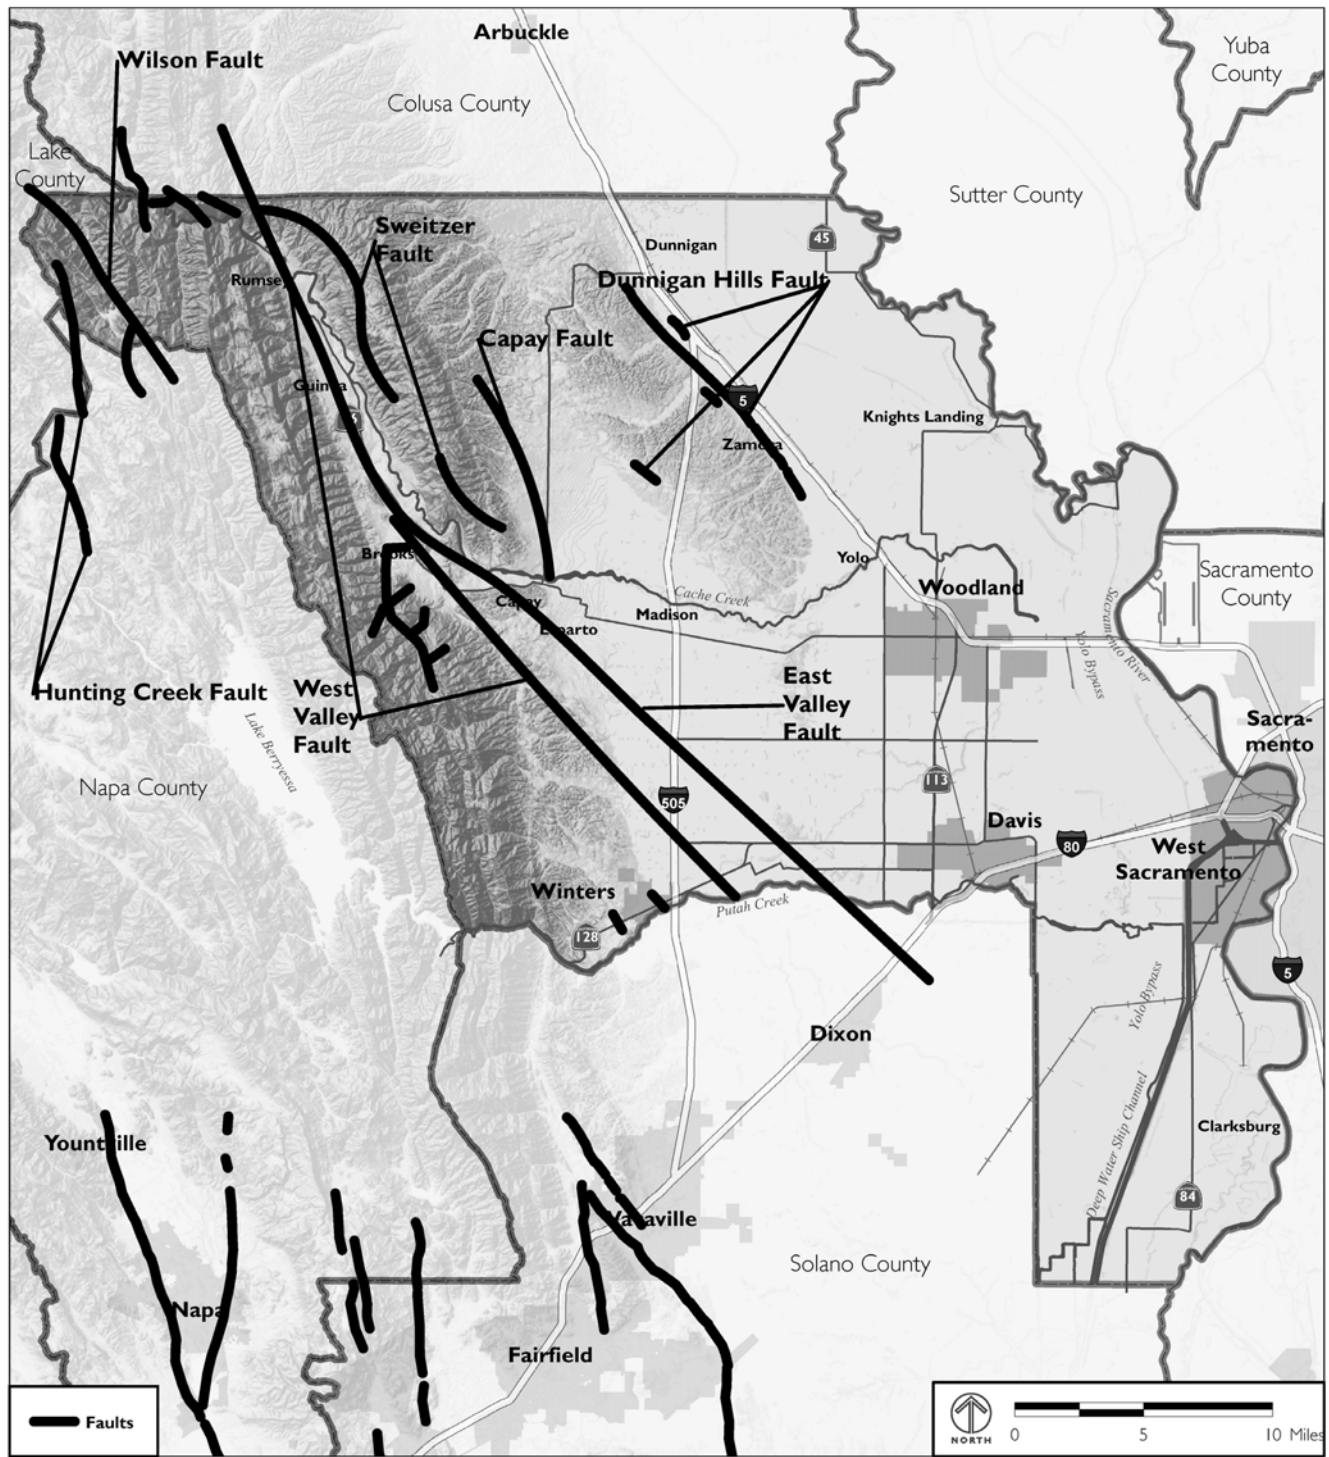 Arbuckle
Yuba
County
Wilson Fault
Colusa County
Lake
County
Sutter County
Sweitzer
Fault
45
Dunnigan
Rumsey
Dunnigan Hills Fault
Capay Fault
Guinda
5
Knights Landing
Zamora
Brooks
Yolo
Sacramento
County
Woodland
Cache Creek
Capay
Madison
Esparto
Sacramento River
Yolo Bypass
Hunting Creek Fault
West
Valley
Fault
East
Valley
Fault
Lake Berryessa
Sacra-
mento
Napa County
113
505
Davis
80
West
Sacramento
Winters
Putah Creek
128
5
Yolo Bypass
Dixon
Deep Water Ship Channel
Clarksburg
Yountville
84
Vacaville
Solano County
Napa
Fairfield
Faults
NORTH
0 5 10 Miles